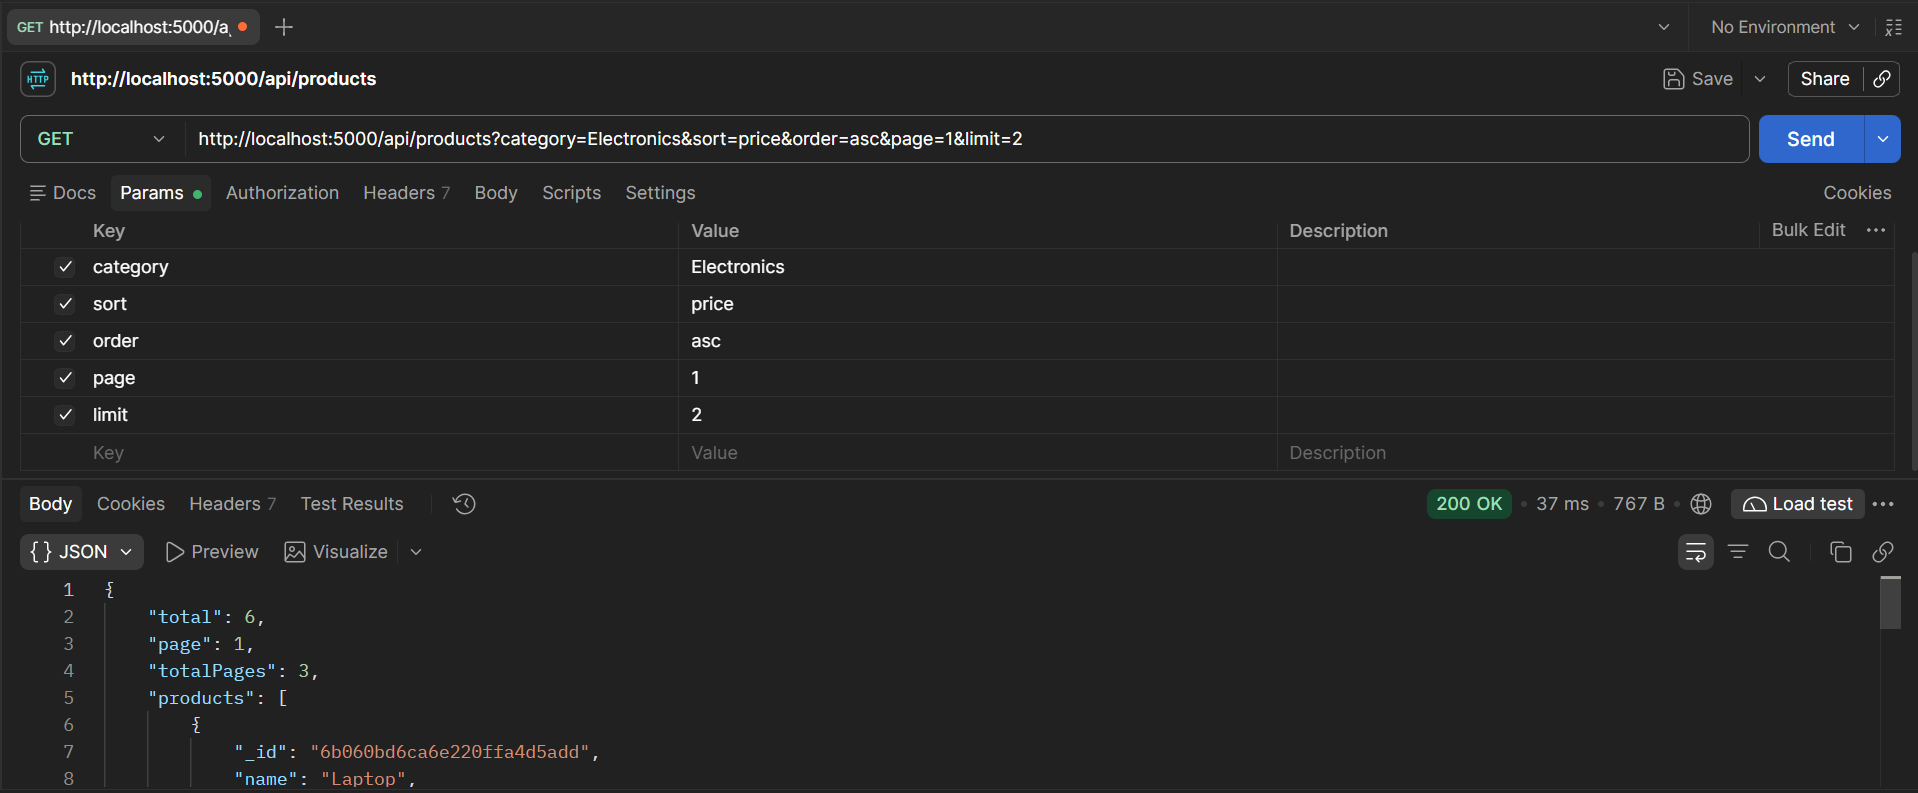 GET http://localhost:5000/a
No Environment
HTTP http://localhost:5000/api/products
Save
Share
GET
http://localhost:5000/api/products?category=Electronics&sort=price&order=asc&page=1&limit=2
Send
Docs Params Authorization Headers 7 Body Scripts Settings Cookies
Key Value Description Bulk Edit
category Electronics
sort price
order asc
page 1
limit 2
Key Value Description
Body Cookies Headers 7 Test Results 200 OK • 37 ms • 767 B • Load test
{} JSON Preview Visualize
1 {
2 "total": 6,
3 "page": 1,
4 "totalPages": 3,
5 "products": [
6 {
7 "_id": "6b060bd6ca6e220ffa4d5add",
8 "name": "Laptop",